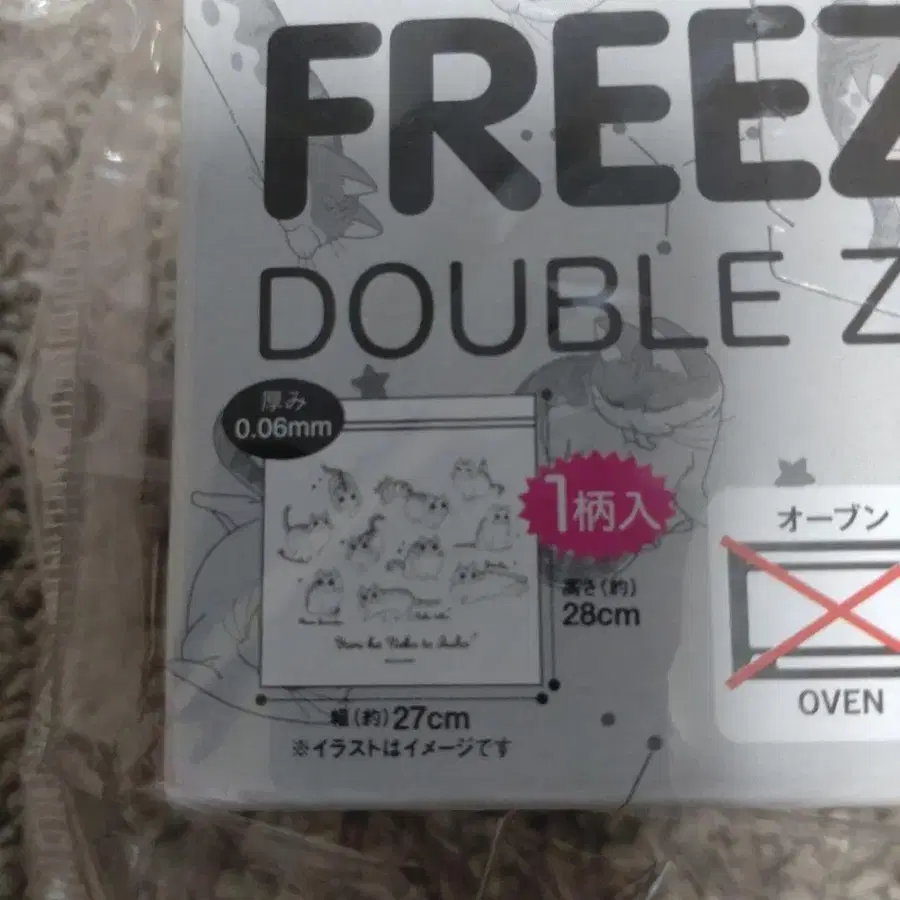 FREEZ
DOUBLE Z
厚み
0.06mm
1柄入
オーブン
高さ(約)
28cm
OVEN
幅(約)27cm
※イラストはイメージです